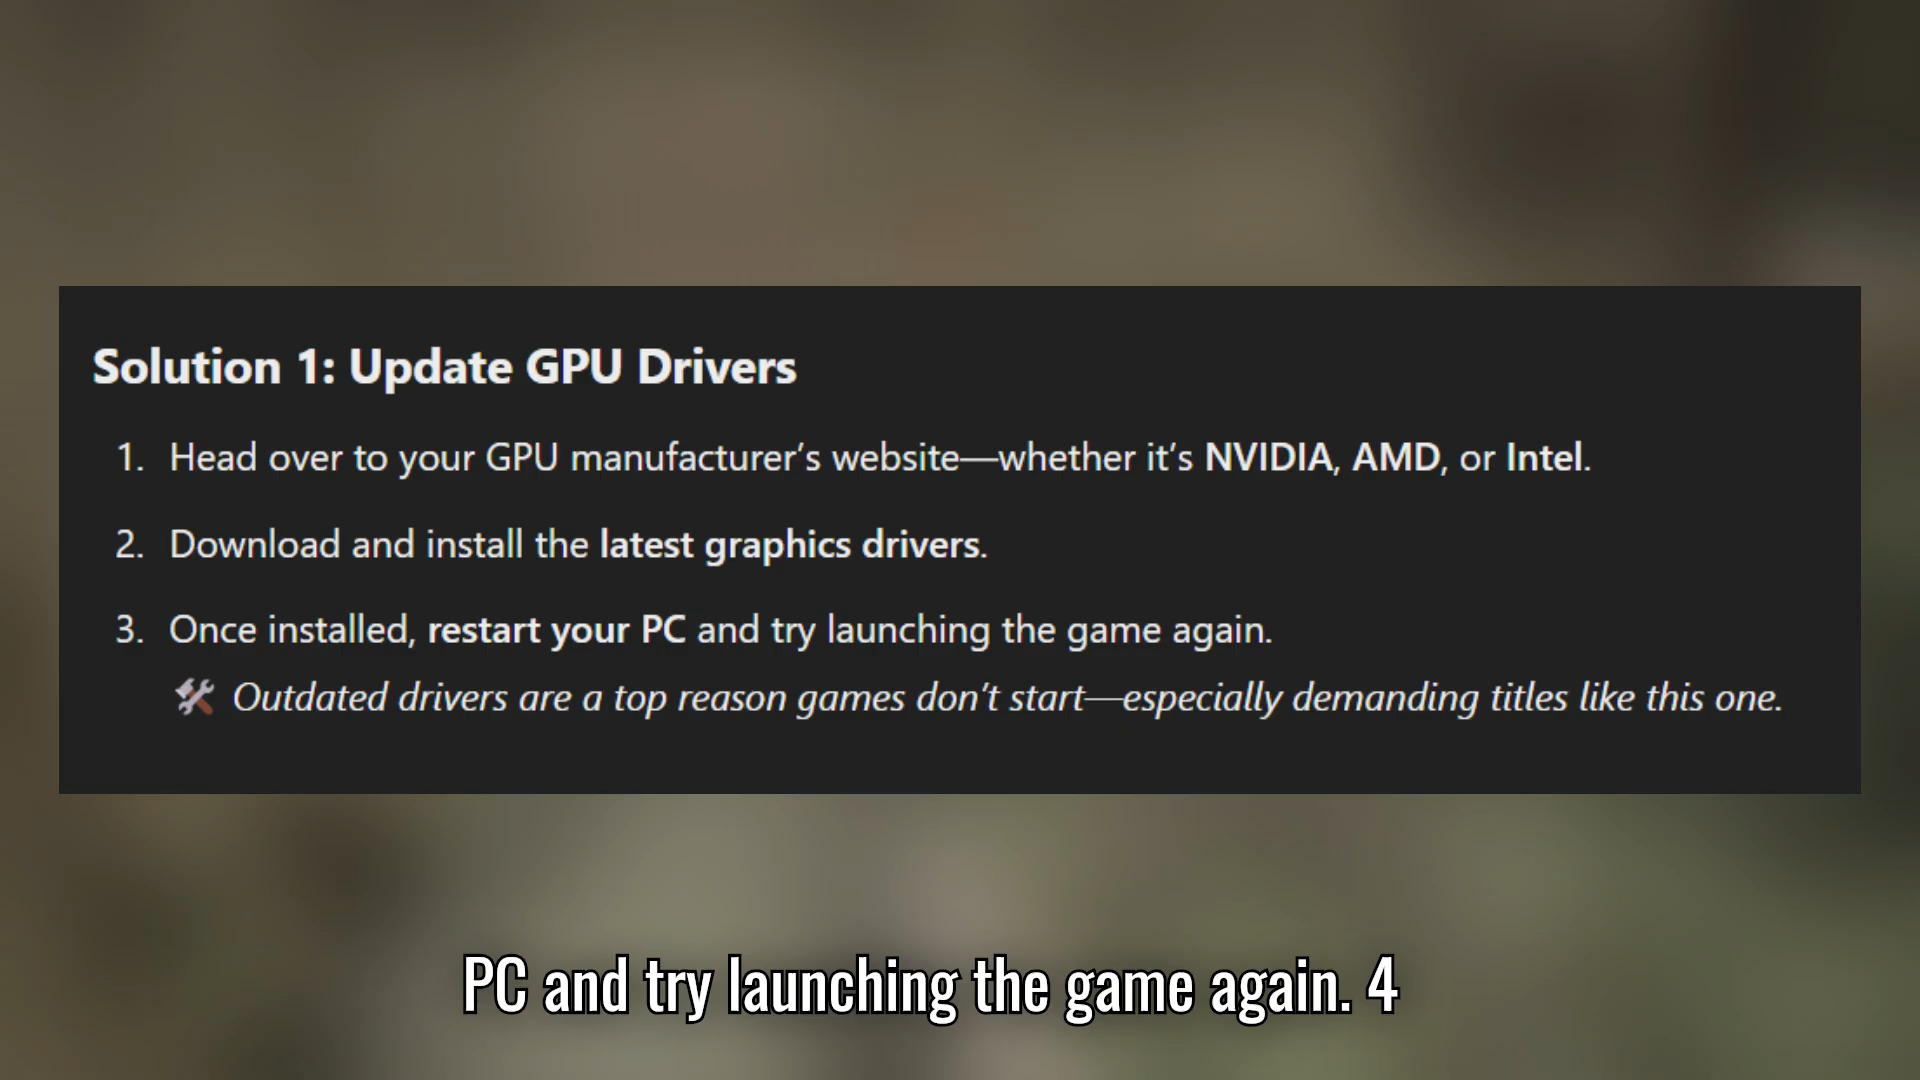 Solution 1: Update GPU Drivers
1. Head over to your GPU manufacturer’s website—whether it’s NVIDIA, AMD, or Intel.
2. Download and install the latest graphics drivers.
3. Once installed, restart your PC and try launching the game again.
🛠 Outdated drivers are a top reason games don’t start—especially demanding titles like this one.
PC and try launching the game again. 4